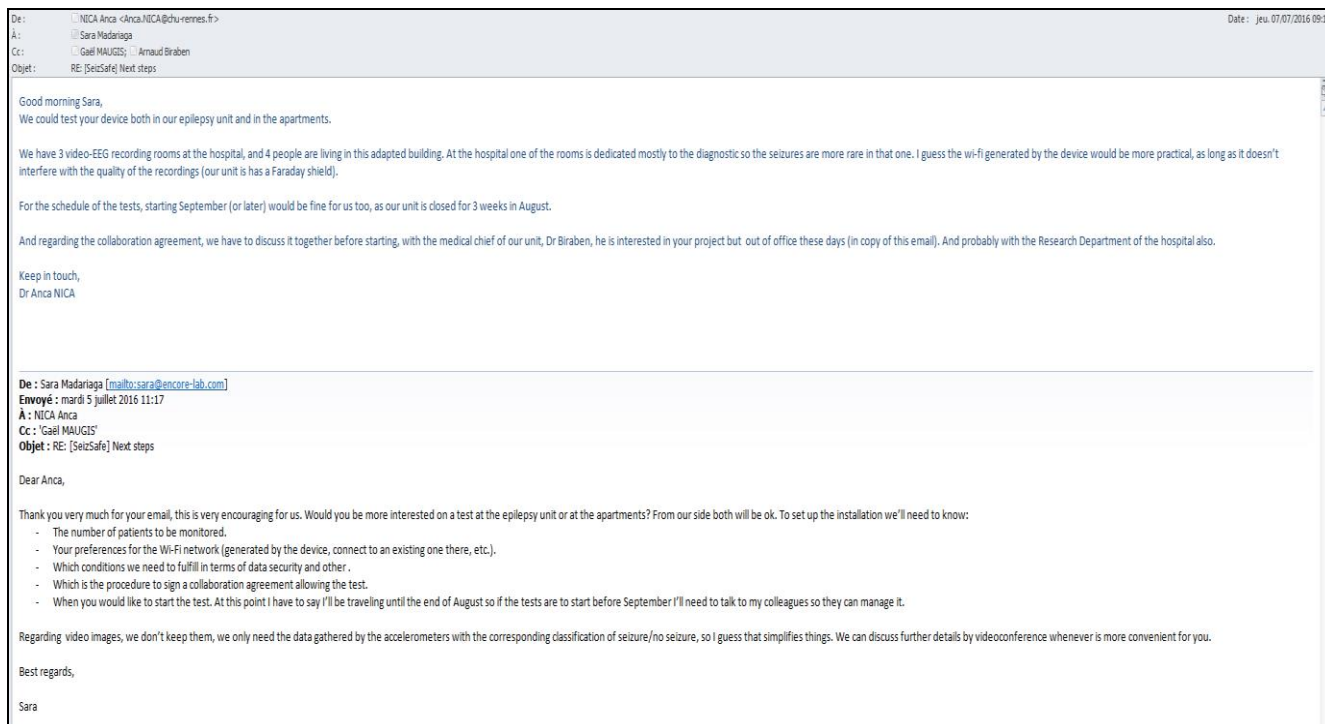 De : NICA Anca <Anca.NICA@chu-rennes.fr> Date : jeu. 07/07/2016
À : Sara Madariaga
Cc : Gaël MAUGIS; Arnaud Biraben
Objet : RE: [SeizSafe] Next steps
Good morning Sara,
We could test your device both in our epilepsy unit and in the apartments.
We have 3 video-EEG recording rooms at the hospital, and 4 people are living in this adapted building. At the hospital one of the rooms is dedicated mostly to the diagnostic so the seizures are more rare in that one. I guess the wi-fi generated by the device would be more practical, as long as it doesn't
interfere with the quality of the recordings (our unit is has a Faraday shield).
For the schedule of the tests, starting September (or later) would be fine for us too, as our unit is closed for 3 weeks in August.
And regarding the collaboration agreement, we have to discuss it together before starting, with the medical chief of our unit, Dr Biraben, he is interested in your project but out of office these days (in copy of this email). And probably with the Research Department of the hospital also.
Keep in touch,
Dr Anca NICA
De : Sara Madariaga [mailto:sara@encore-lab.com]
Envoyé : mardi 5 juillet 2016 11:17
À : NICA Anca
Cc : 'Gaël MAUGIS'
Objet : RE: [SeizSafe] Next steps
Dear Anca,
Thank you very much for your email, this is very encouraging for us. Would you be more interested on a test at the epilepsy unit or at the apartments? From our side both will be ok. To set up the installation we'll need to know:
- The number of patients to be monitored.
- Your preferences for the Wi-Fi network (generated by the device, connect to an existing one there, etc.).
- Which conditions we need to fulfill in terms of data security and other .
- Which is the procedure to sign a collaboration agreement allowing the test.
- When you would like to start the test. At this point I have to say I'll be traveling until the end of August so if the tests are to start before September I'll need to talk to my colleagues so they can manage it.
Regarding video images, we don't keep them, we only need the data gathered by the accelerometers with the corresponding classification of seizure/no seizure, so I guess that simplifies things. We can discuss further details by videoconference whenever is more convenient for you.
Best regards,
Sara